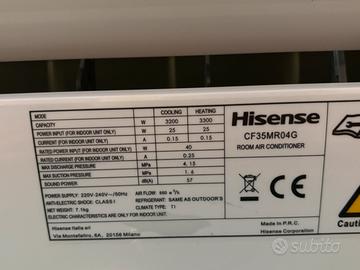 MODE COOLING HEATING
CAPACITY W 3200 3300
POWER INPUT (FOR INDOOR UNIT ONLY) W 25 25
CURRENT (FOR INDOOR UNIT ONLY) A 0.15 0.15
RATED POWER INPUT (FOR INDOOR UNIT ONLY) W 40
RATED CURRENT (FOR INDOOR UNIT ONLY) A 0.25
MAX DISCHARGE PRESSURE MPa 4.15
MAX SUCTION PRESSURE MPa 1.6
SOUND POWER dB(A) 57
POWER SUPPLY: 220V-240V~/50Hz
ANTI-ELECTRIC SHOCK: CLASS I
WEIGHT: 7.1kg
AIR FLOW: 550 m³/h
REFRIGERANT: SAME AS OUTDOOR'S
CLIMATE TYPE: T1
ELECTRIC CHARACTERISTICS ARE ONLY FOR INDOOR UNIT.
Hisense Italia srl
Via Montefeltro, 6A, 20156 Milano
Hisense
CF35MR04G
ROOM AIR CONDITIONER
CE
Made in P.R.C.
Hisense Corporation
Cautio
subito